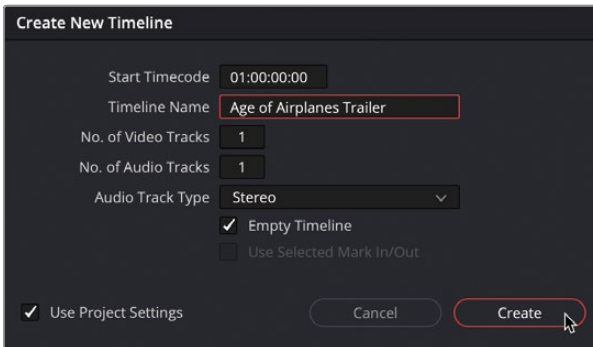 Create New Timeline
Start Timecode 01:00:00:00
Timeline Name Age of Airplanes Trailer
No. of Video Tracks 1
No. of Audio Tracks 1
Audio Track Type Stereo
Empty Timeline
Use Selected Mark In/Out
Use Project Settings Cancel Create